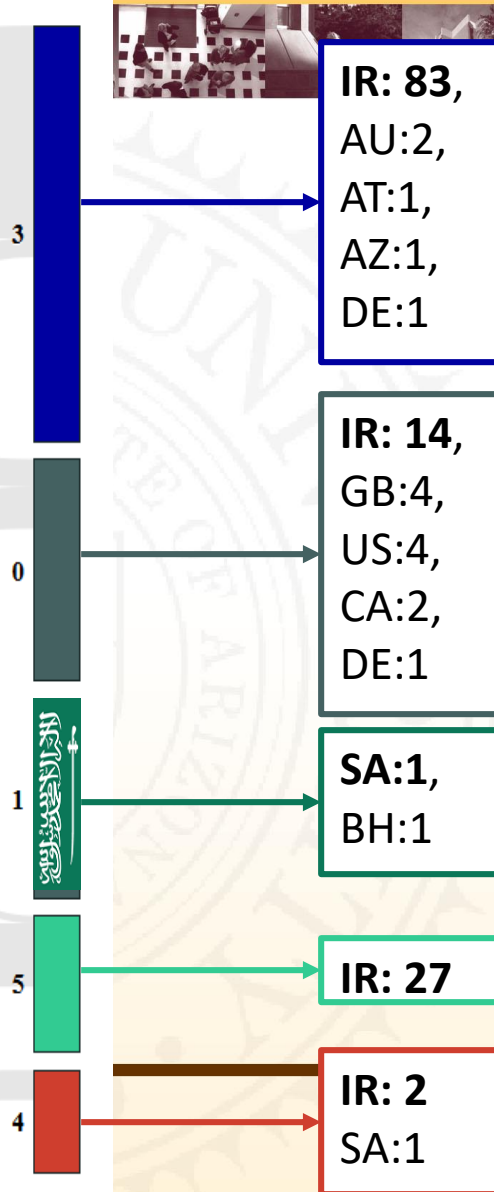 3
IR: 83,
AU:2,
AT:1,
AZ:1,
DE:1
0
IR: 14,
GB:4,
US:4,
CA:2,
DE:1
1
SA:1,
BH:1
5
IR: 27
4
IR: 2
SA:1